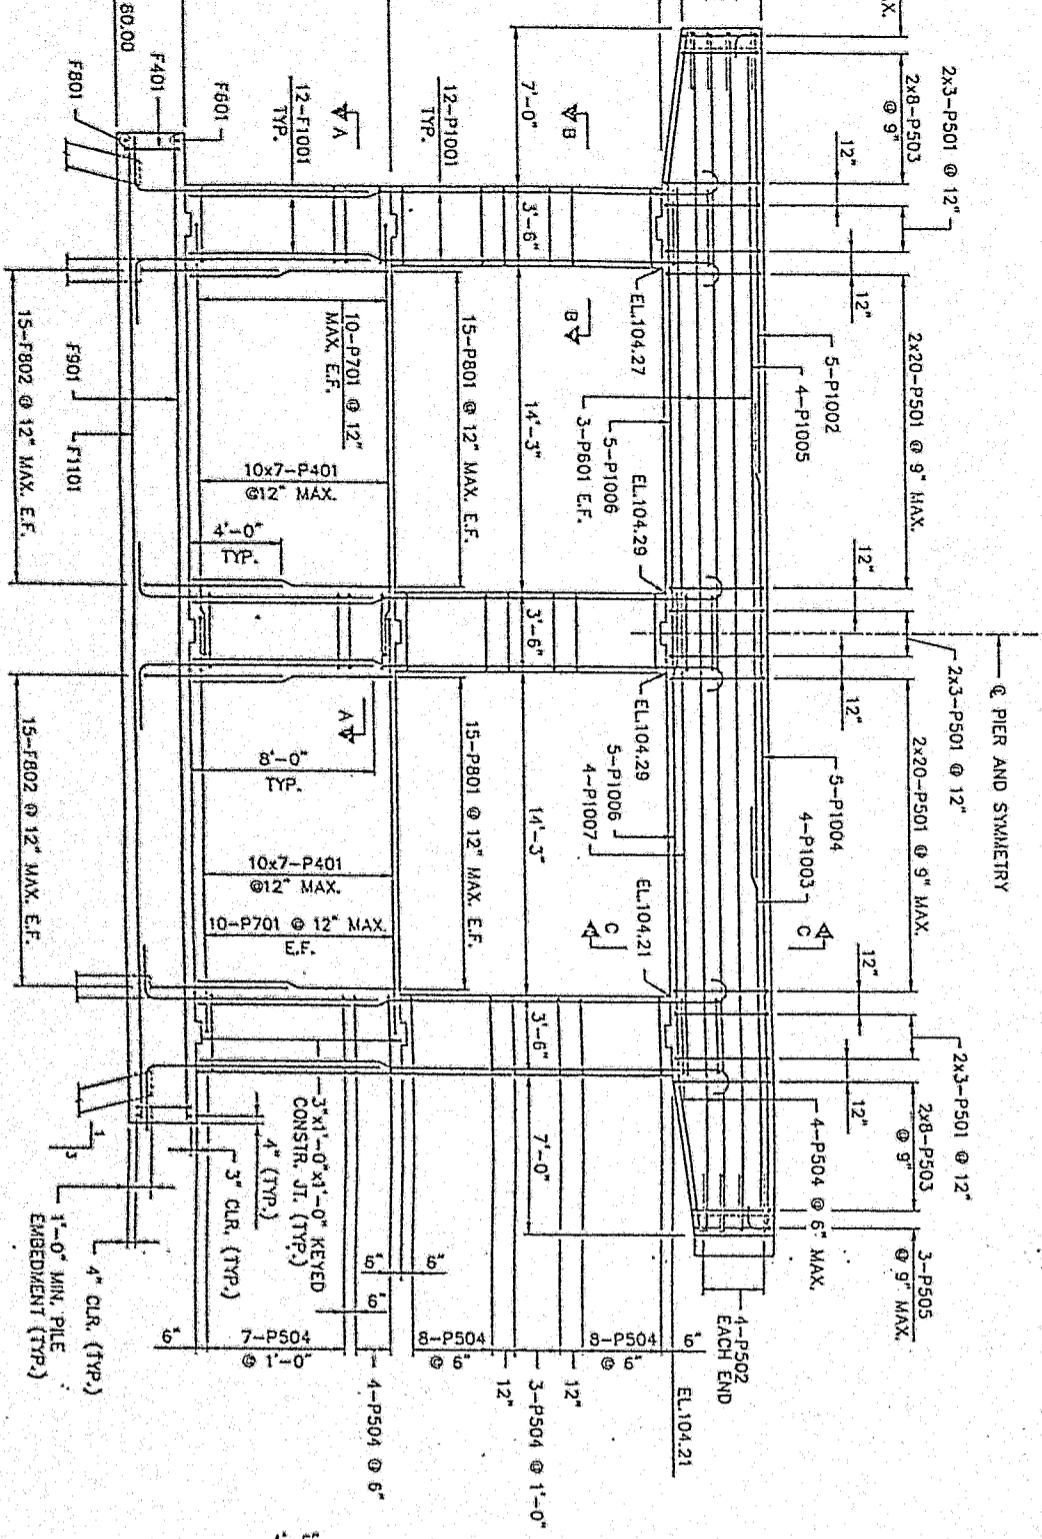 X.
2x3-P501 @ 12"
2x8-P503
@ 9"
12"
12"
2x20-P501 @ 9" MAX.
5-P1002
4-P1005
12"
12"
2x3-P501 @ 12"
℄ PIER AND SYMMETRY
2x20-P501 @ 9" MAX.
5-P1004
4-P1003
C
12"
12"
2x3-P501 @ 12"
2x8-P503
@ 9"
3-P505
@ 9" MAX.
4-P504 @ 6" MAX.
4-P502
EACH END
7'-0"
B
3'-6"
B
EL.104.27
14'-3"
3-P601 E.F.
5-P1006
EL.104.29
3'-6"
EL.104.29
5-P1006
4-P1007
14'-3"
EL.104.21
C
3'-6"
7'-0"
EL.104.21
60.00
F801
F401
F601
12-F1001
TYP.
A
12-P1001
TYP.
10-P701 @ 12"
MAX. E.F.
15-P801 @ 12" MAX. E.F.
10x7-P401
@12" MAX.
4'-0"
TYP.
15-F802 @ 12" MAX. E.F.
F901
F1101
A
8'-0"
TYP.
15-P801 @ 12" MAX. E.F.
10x7-P401
@12" MAX.
10-P701 @ 12" MAX.
E.F.
15-F802 @ 12" MAX. E.F.
3"x1'-0"x1'-0" KEYED
CONSTR. JT. (TYP.)
4" (TYP.)
3" CLR. (TYP.)
1
3
4" CLR. (TYP.)
1'-0" MIN. PILE
EMBEDMENT (TYP.)
6"
6"
6"
6"
7-P504
@ 1'-0"
4-P504 @ 6"
8-P504
@ 6"
12"
3-P504 @ 1'-0"
12"
8-P504
@ 6"
6"